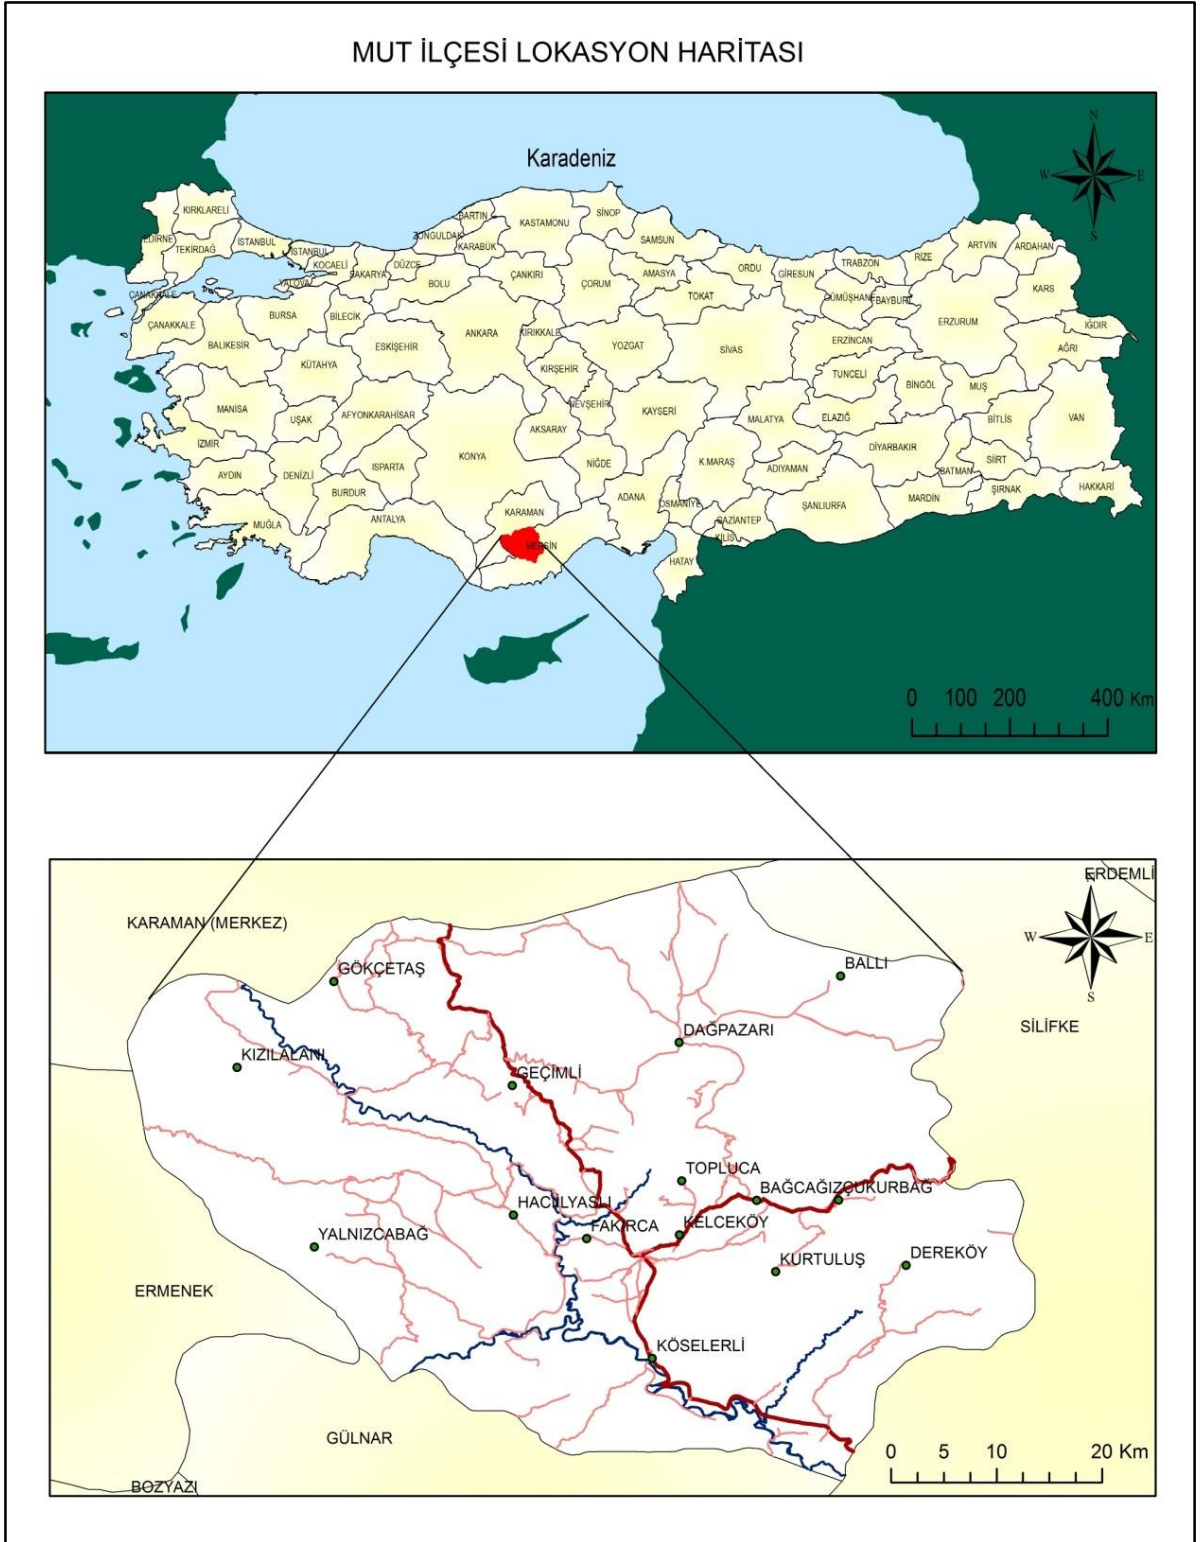 MUT İLÇESİ LOKASYON HARİTASI
Karadeniz
N
W E
S
KIRKLARELİ
EDİRNE
TEKİRDAĞ
İSTANBUL
İSTANBUL
KOCAELİ
YALOVA
SAKARYA
DÜZCE
ZONGULDAK
BARTIN
KARABÜK
KASTAMONU
SİNOP
SAMSUN
BOLU
ÇANKIRI
ÇORUM
AMASYA
TOKAT
ORDU
GİRESUN
TRABZON
RİZE
ARTVİN
ARDAHAN
KARS
GÜMÜŞHANE
BAYBURT
ERZURUM
IĞDIR
AĞRI
ÇANAKKALE
ÇANAKKALE
BALIKESİR
BURSA
BİLECİK
KÜTAHYA
ESKİŞEHİR
ANKARA
KIRIKKALE
KIRŞEHİR
YOZGAT
SİVAS
ERZİNCAN
TUNCELİ
BİNGÖL
MUŞ
BİTLİS
VAN
MANİSA
UŞAK
AFYONKARAHİSAR
İZMİR
AYDIN
DENİZLİ
ISPARTA
BURDUR
MUĞLA
ANTALYA
KONYA
AKSARAY
NEVŞEHİR
NİĞDE
KAYSERİ
MALATYA
ELAZIĞ
DİYARBAKIR
BATMAN
SİİRT
ŞIRNAK
HAKKARİ
K.MARAŞ
ADIYAMAN
ŞANLIURFA
MARDİN
ADANA
OSMANİYE
GAZİANTEP
KİLİS
HATAY
KARAMAN
MERSİN
0 100 200 400 Km
ERDEMLİ
N
W E
S
KARAMAN (MERKEZ)
GÖKÇETAŞ
BALLI
SİLİFKE
DAĞPAZARI
KIZILALANI
GEÇİMLİ
TOPLUCA
BAĞCAĞIZ
ÇUKURBAĞ
HACIİLYASLI
FAKIRCA
KELCEKÖY
YALNIZCABAĞ
KURTULUŞ
DEREKÖY
ERMENEK
KÖSELERLİ
GÜLNAR
BOZYAZI
0 5 10 20 Km